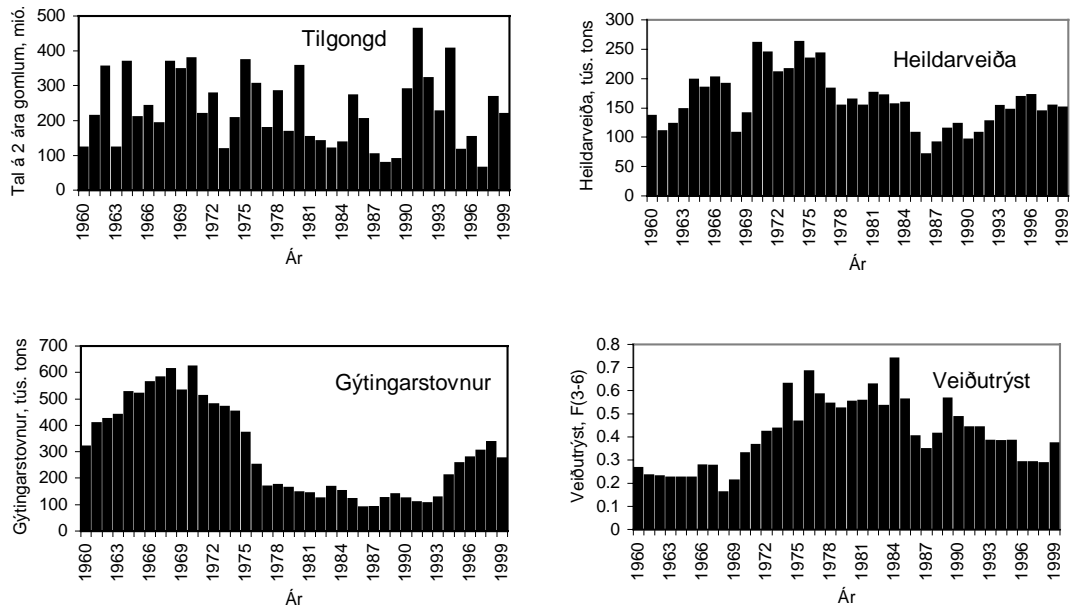 Tilgongd
Tal á 2 ára gomlum, mió.
500
400
300
200
100
0
1960 1963 1966 1969 1972 1975 1978 1981 1984 1987 1990 1993 1996 1999
Ár
Heildarveiða
Heildarveiða, tús. tons
300
250
200
150
100
50
0
1960 1963 1966 1969 1972 1975 1978 1981 1984 1987 1990 1993 1996 1999
Ár
Gýtingarstovnur
Gýtingarstovnur, tús. tons
700
600
500
400
300
200
100
0
1960 1963 1966 1969 1972 1975 1978 1981 1984 1987 1990 1993 1996 1999
Ár
Veiðutrýst
Veiðutrýst, F(3-6)
0.8
0.7
0.6
0.5
0.4
0.3
0.2
0.1
0
1960 1963 1966 1969 1972 1975 1978 1981 1984 1987 1990 1993 1996 1999
Ár